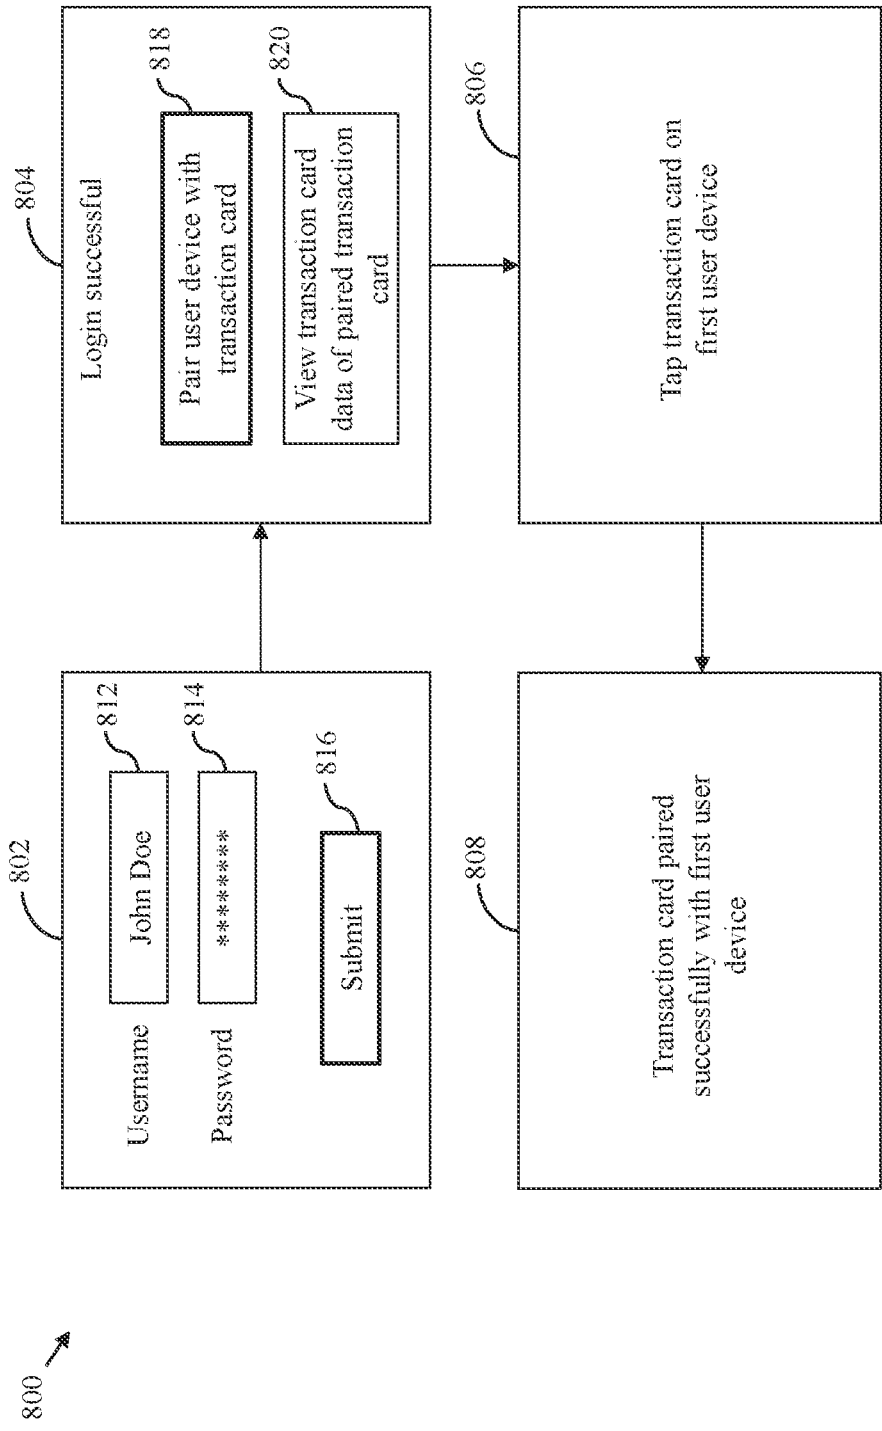 800
802
Username
John Doe
812
Password
********
814
Submit
816
804
Login successful
Pair user device with
transaction card
818
View transaction card
data of paired transaction
card
820
806
Tap transaction card on
first user device
808
Transaction card paired
successfully with first user
device